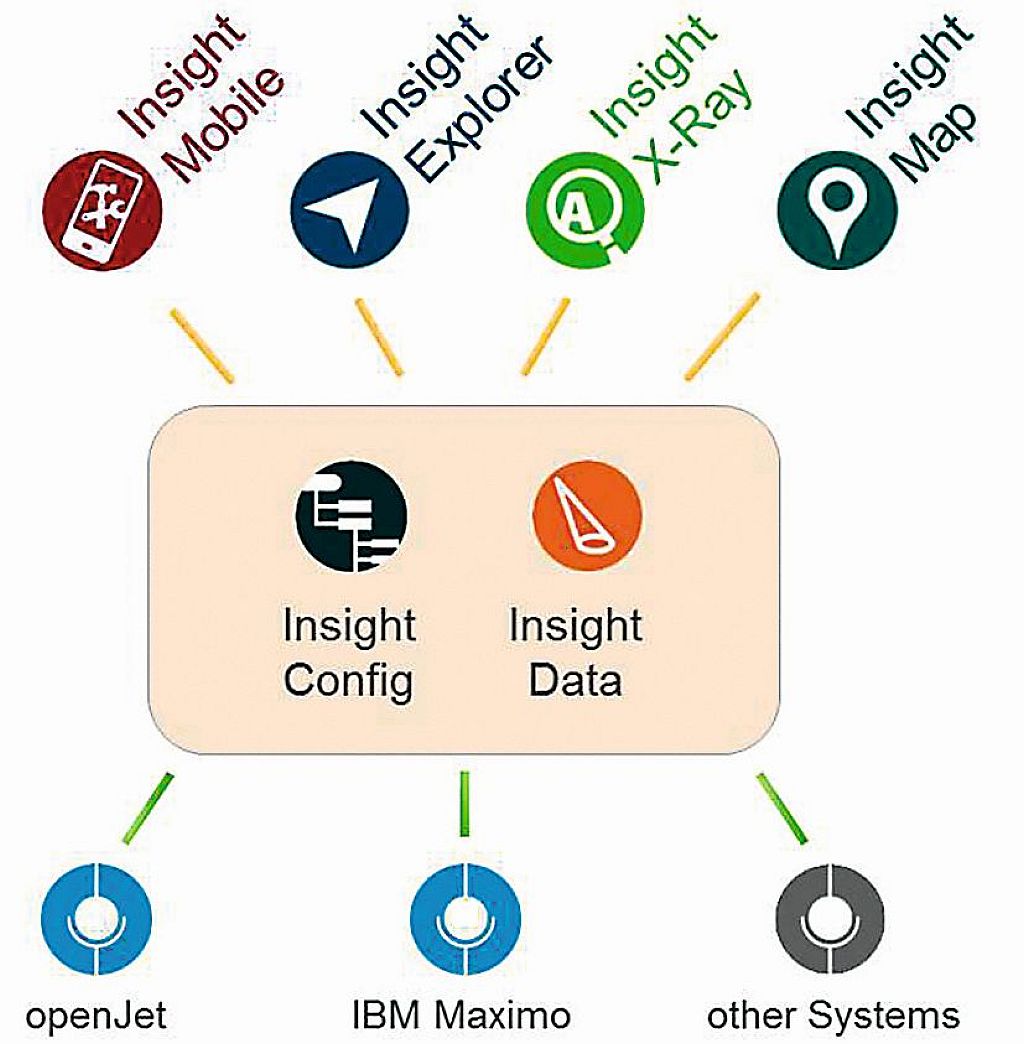 Insight
Mobile
Insight
Explorer
Insight
X-Ray
Insight
Map
A
Insight
Config
Insight
Data
openJet
IBM Maximo
other Systems